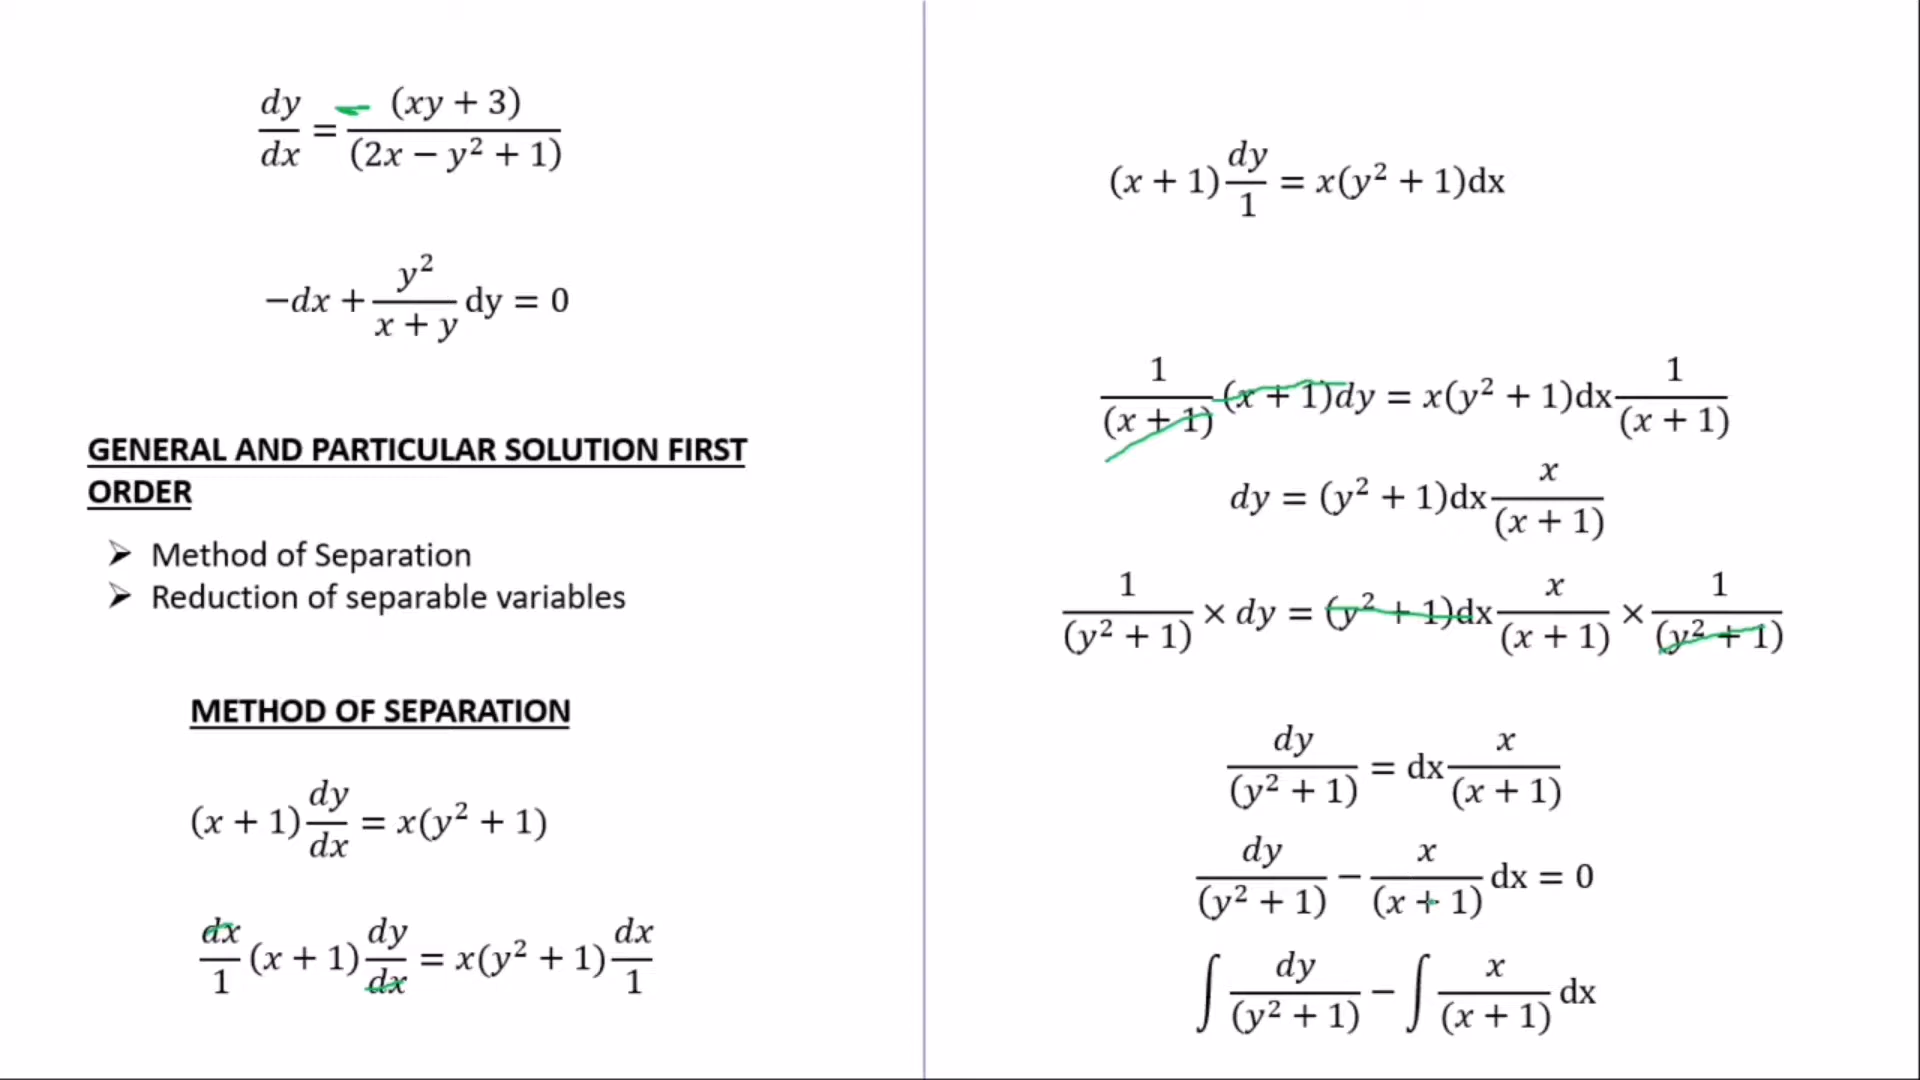 dy/dx = − (xy + 3)/(2x − y² + 1)
−dx + y²/(x + y) dy = 0
GENERAL AND PARTICULAR SOLUTION FIRST
ORDER
➢ Method of Separation
➢ Reduction of separable variables
METHOD OF SEPARATION
(x + 1) dy/dx = x(y² + 1)
dx/1 (x + 1) dy/dx = x(y² + 1) dx/1
(x + 1) dy/1 = x(y² + 1)dx
1/(x + 1) (x + 1)dy = x(y² + 1)dx 1/(x + 1)
dy = (y² + 1)dx x/(x + 1)
1/(y² + 1) × dy = (y² + 1)dx x/(x + 1) × 1/(y² + 1)
dy/(y² + 1) = dx x/(x + 1)
dy/(y² + 1) − x/(x + 1) dx = 0
∫ dy/(y² + 1) − ∫ x/(x + 1) dx